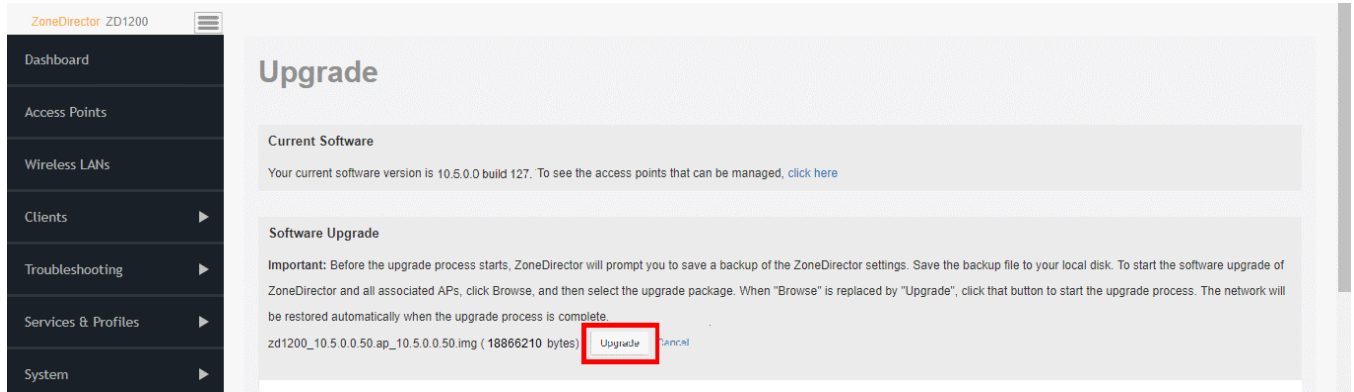 ZoneDirector ZD1200
Dashboard
Access Points
Wireless LANs
Clients
Troubleshooting
Services & Profiles
System
Upgrade
Current Software
Your current software version is 10.5.0.0 build 127. To see the access points that can be managed, click here
Software Upgrade
Important: Before the upgrade process starts, ZoneDirector will prompt you to save a backup of the ZoneDirector settings. Save the backup file to your local disk. To start the software upgrade of
ZoneDirector and all associated APs, click Browse, and then select the upgrade package. When "Browse" is replaced by "Upgrade", click that button to start the upgrade process. The network will
be restored automatically when the upgrade process is complete.
zd1200_10.5.0.0.50.ap_10.5.0.0.50.img ( 18866210 bytes) Upgrade Cancel